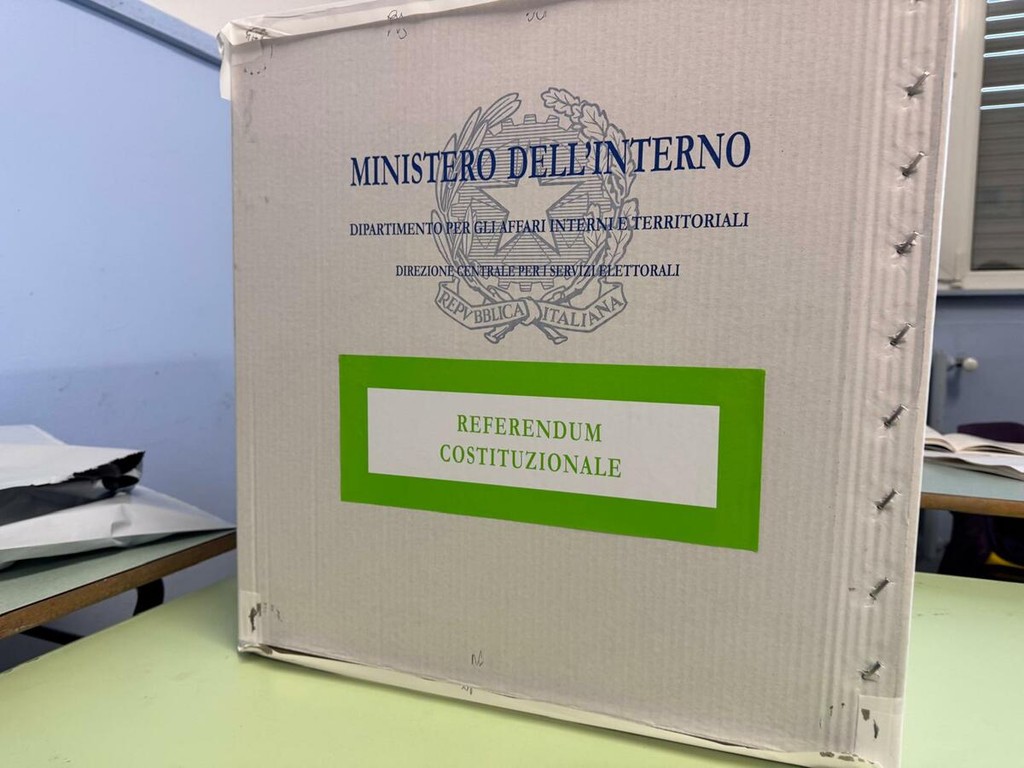 MINISTERO DELL'INTERNO
DIPARTIMENTO PER GLI AFFARI INTERNI E TERRITORIALI
DIREZIONE CENTRALE PER I SERVIZI ELETTORALI
REPVBBLICA ITALIANA
REFERENDUM
COSTITUZIONALE